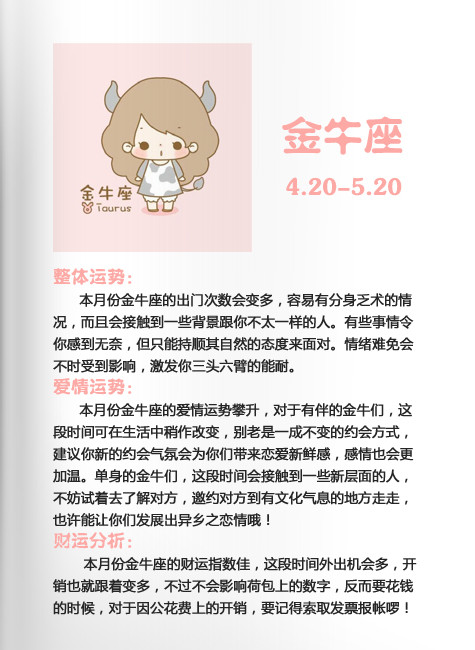 金牛座
Taurus
金牛座
4.20-5.20
整体运势：
本月份金牛座的出门次数会变多，容易有分身乏术的情
况，而且会接触到一些背景跟你不太一样的人。有些事情令
你感到无奈，但只能持顺其自然的态度来面对。情绪难免会
不时受到影响，激发你三头六臂的能耐。
爱情运势：
本月份金牛座的爱情运势攀升，对于有伴的金牛们，这
段时间可在生活中稍作改变，别老是一成不变的约会方式，
建议你新的约会气氛会为你们带来恋爱新鲜感，感情也会更
加温。单身的金牛们，这段时间会接触到一些新层面的人，
不妨试着去了解对方，邀约对方到有文化气息的地方走走，
也许能让你们发展出异乡之恋情哦！
财运分析：
本月份金牛座的财运指数佳，这段时间外出机会多，开
销也就跟着变多，不过不会影响荷包上的数字，反而要花钱
的时候，对于因公花费上的开销，要记得索取发票报帐啰！